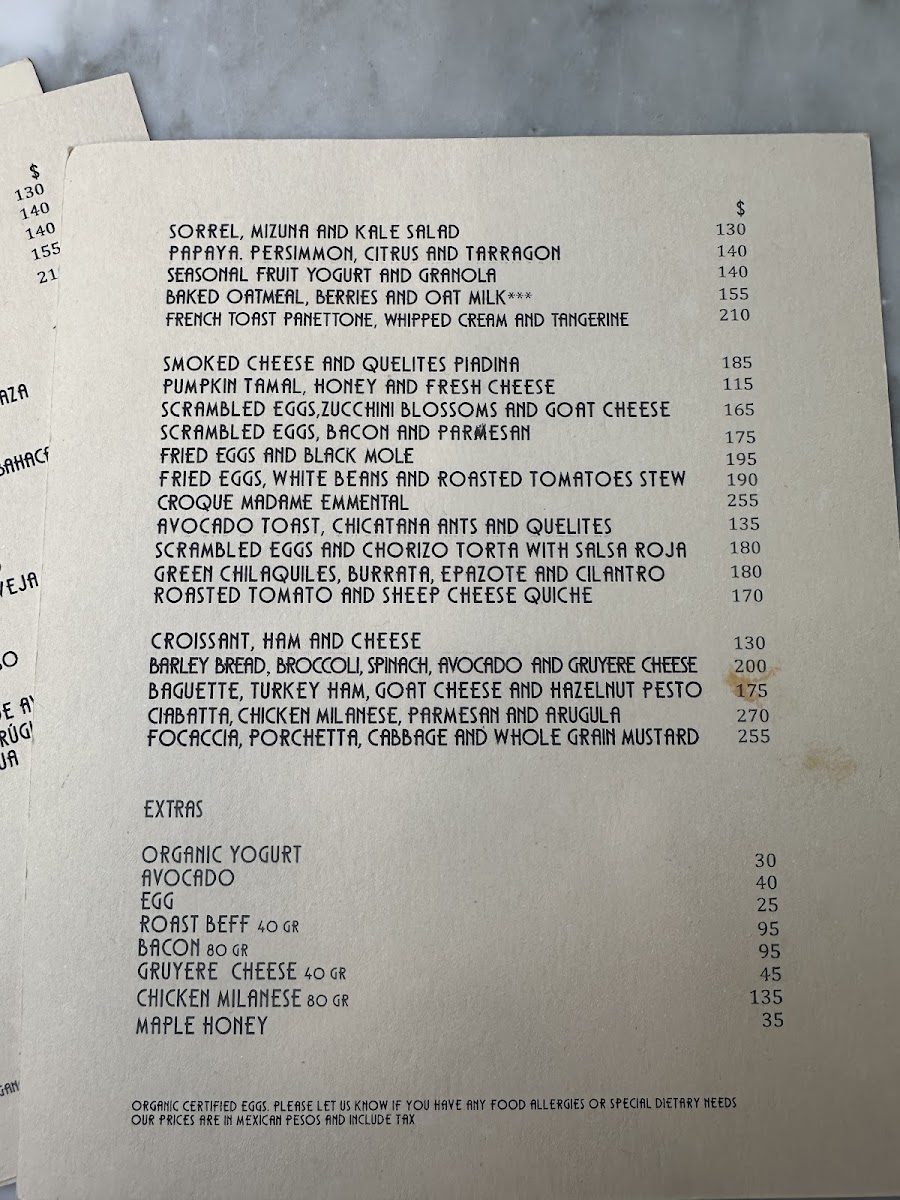 $
130
140
140
155
21
AZA
VEJA
$
SORREL, MIZUNA AND KALE SALAD 130
PAPAYA. PERSIMMON, CITRUS AND TARRAGON 140
SEASONAL FRUIT YOGURT AND GRANOLA 140
BAKED OATMEAL, BERRIES AND OAT MILK*** 155
FRENCH TOAST PANETTONE, WHIPPED CREAM AND TANGERINE 210
SMOKED CHEESE AND QUELITES PIADINA 185
PUMPKIN TAMAL, HONEY AND FRESH CHEESE 115
SCRAMBLED EGGS,ZUCCHINI BLOSSOMS AND GOAT CHEESE 165
SCRAMBLED EGGS, BACON AND PARMESAN 175
FRIED EGGS AND BLACK MOLE 195
FRIED EGGS, WHITE BEANS AND ROASTED TOMATOES STEW 190
CROQUE MADAME EMMENTAL 255
AVOCADO TOAST, CHICATANA ANTS AND QUELITES 135
SCRAMBLED EGGS AND CHORIZO TORTA WITH SALSA ROJA 180
GREEN CHILAQUILES, BURRATA, EPAZOTE AND CILANTRO 180
ROASTED TOMATO AND SHEEP CHEESE QUICHE 170
CROISSANT, HAM AND CHEESE 130
BARLEY BREAD, BROCCOLI, SPINACH, AVOCADO AND GRUYERE CHEESE 200
BAGUETTE, TURKEY HAM, GOAT CHEESE AND HAZELNUT PESTO 175
CIABATTA, CHICKEN MILANESE, PARMESAN AND ARUGULA 270
FOCACCIA, PORCHETTA, CABBAGE AND WHOLE GRAIN MUSTARD 255
EXTRAS
ORGANIC YOGURT 30
AVOCADO 40
EGG 25
ROAST BEFF 40 GR 95
BACON 80 GR 95
GRUYERE CHEESE 40 GR 45
CHICKEN MILANESE 80 GR 135
MAPLE HONEY 35
ORGANIC CERTIFIED EGGS. PLEASE LET US KNOW IF YOU HAVE ANY FOOD ALLERGIES OR SPECIAL DIETARY NEEDS
OUR PRICES ARE IN MEXICAN PESOS AND INCLUDE TAX